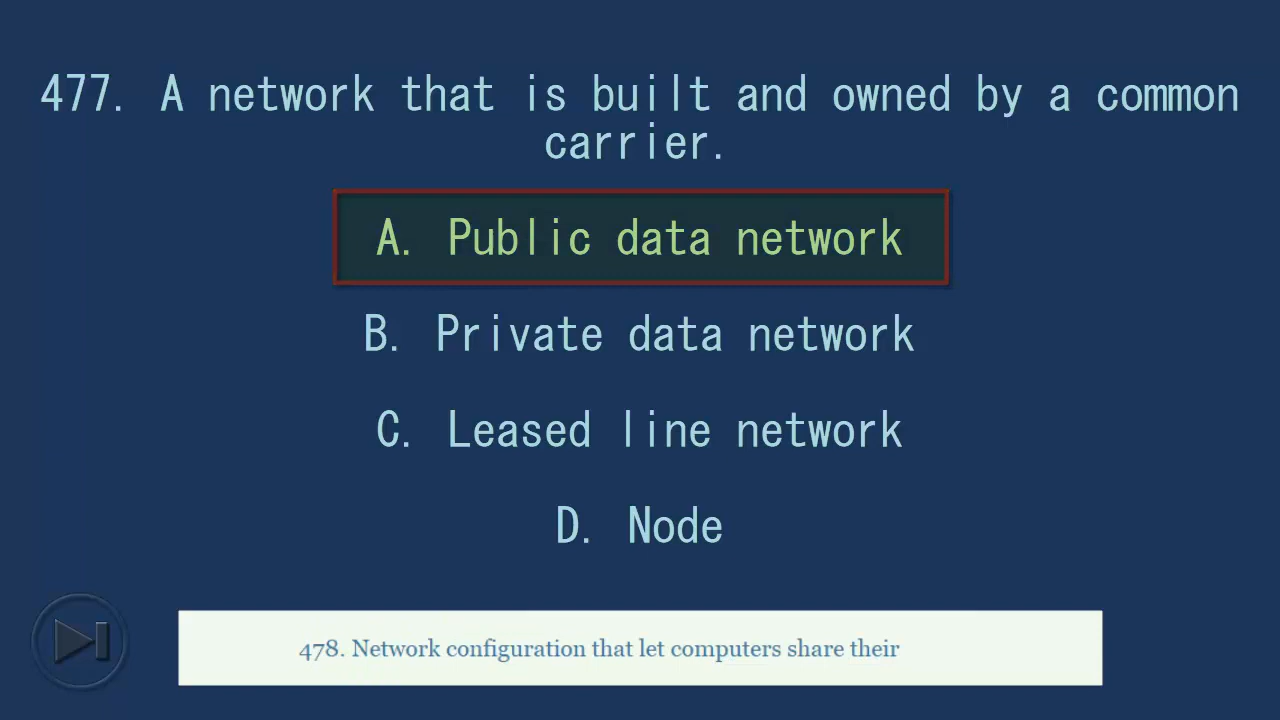 477. A network that is built and owned by a common
carrier.
A. Public data network
B. Private data network
C. Leased line network
D. Node
478. Network configuration that let computers share their